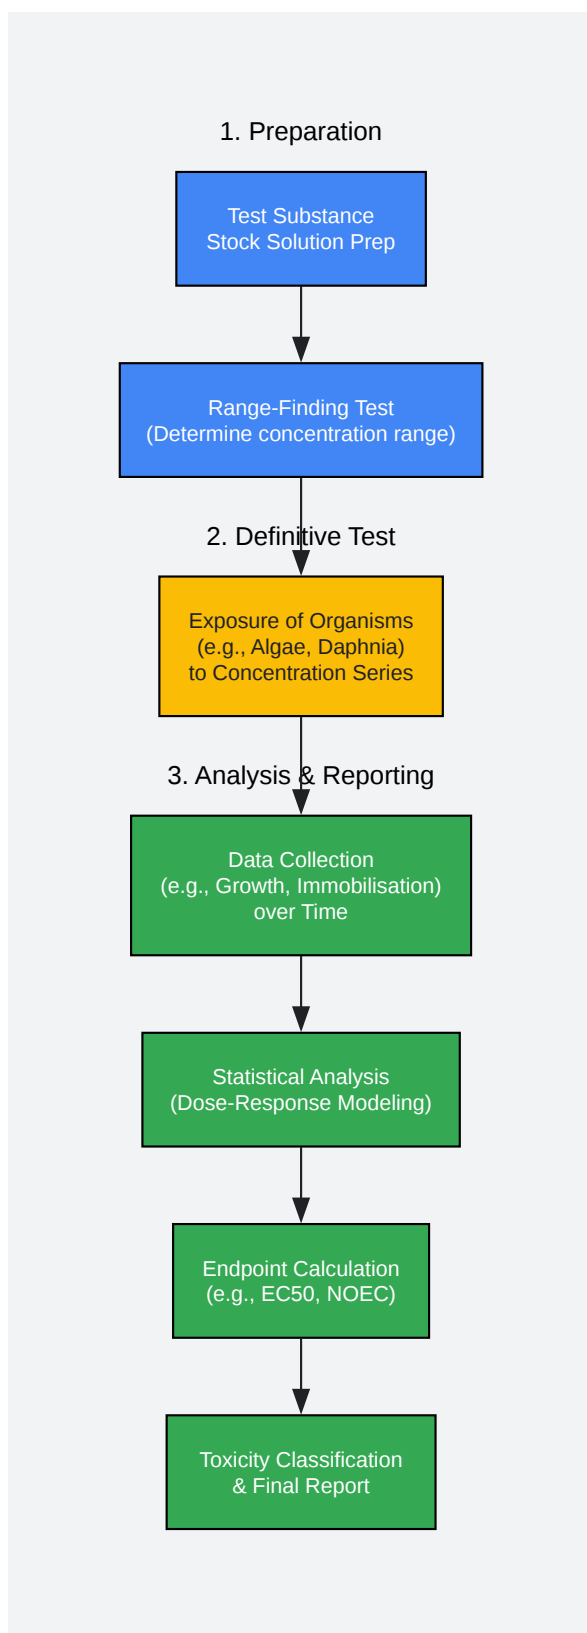 1. Preparation
Test Substance
Stock Solution Prep
Range-Finding Test
(Determine concentration range)
2. Definitive Test
Exposure of Organisms
(e.g., Algae, Daphnia)
to Concentration Series
3. Analysis & Reporting
Data Collection
(e.g., Growth, Immobilisation)
over Time
Statistical Analysis
(Dose-Response Modeling)
Endpoint Calculation
(e.g., EC50, NOEC)
Toxicity Classification
& Final Report